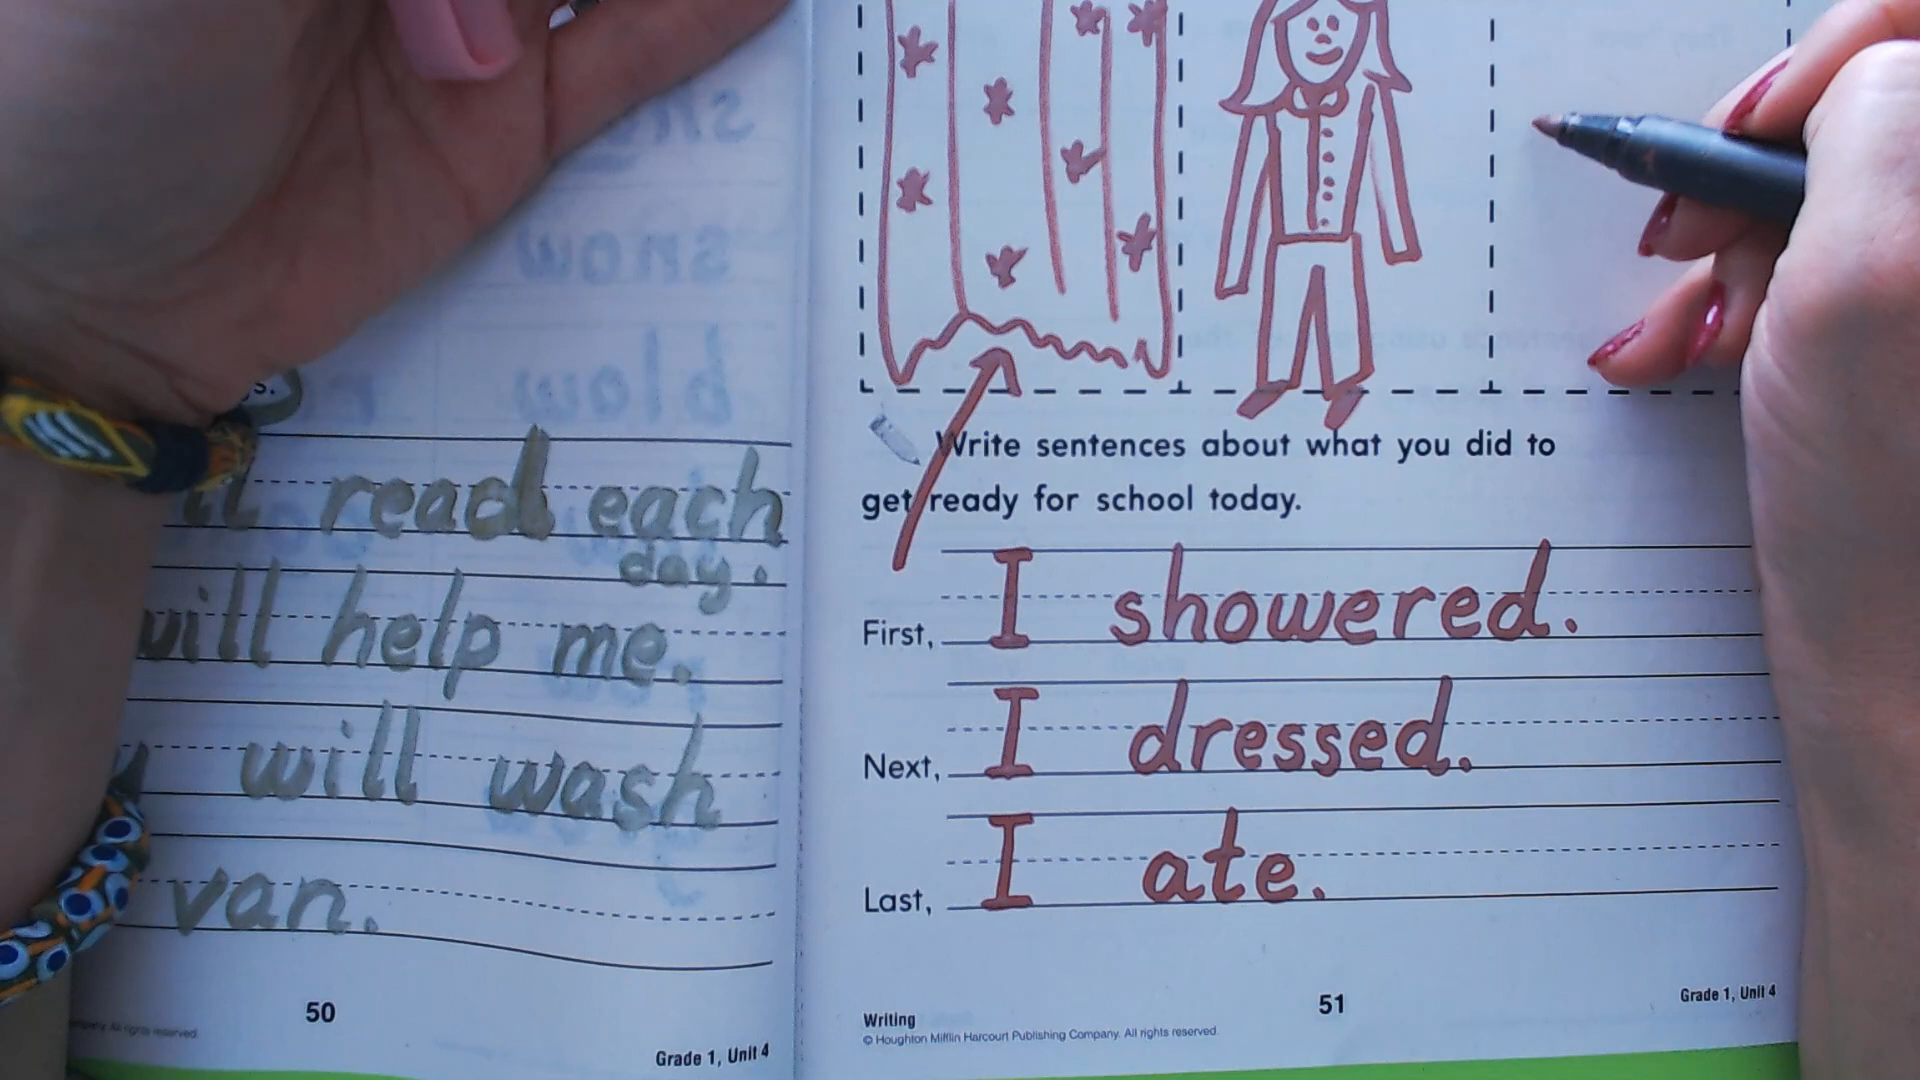 snow
blow
s.
read each
day.
will help me.
will wash
van.
50
Grade 1, Unit 4
Write sentences about what you did to
get ready for school today.
First, I showered.
Next, I dressed.
Last, I ate.
Writing
51
Grade 1, Unit 4
© Houghton Mifflin Harcourt Publishing Company. All rights reserved.